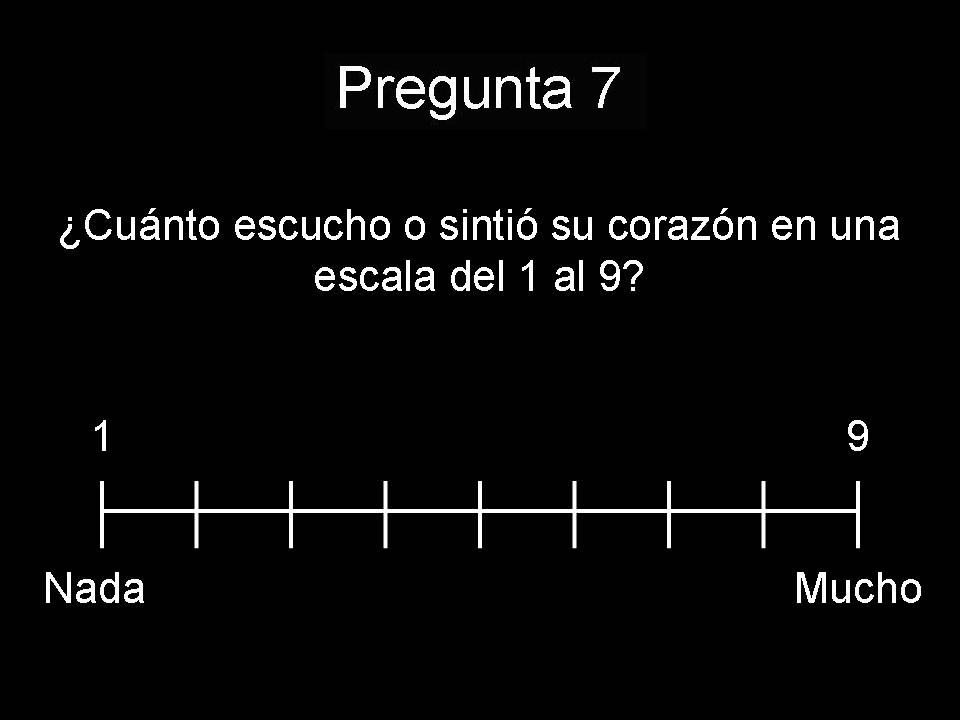 Pregunta 7
¿Cuánto escucho o sintió su corazón en una
escala del 1 al 9?
1 9
Nada Mucho